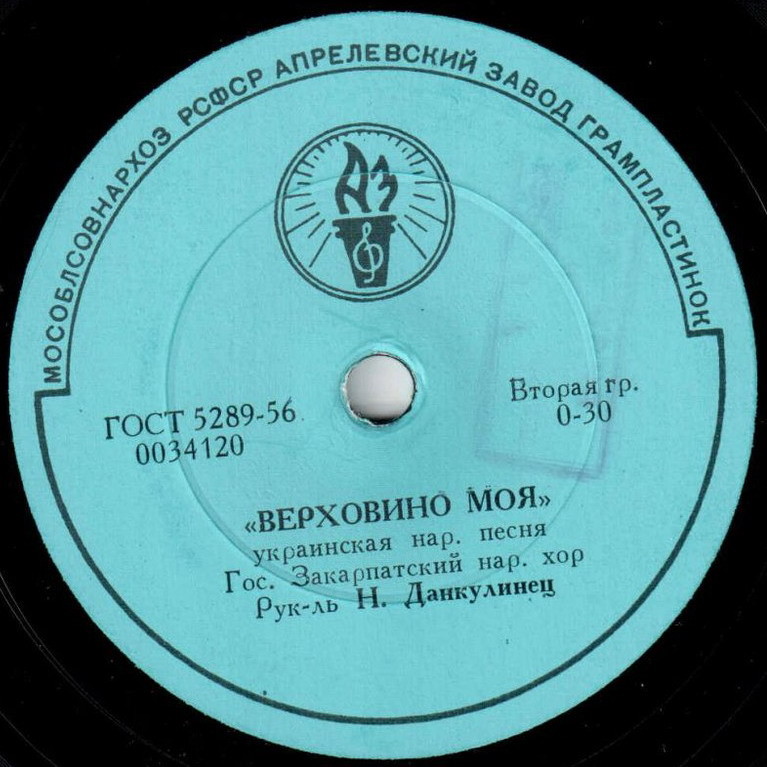 МОСОБЛСОВНАРХОЗ РСФСР АПРЕЛЕВСКИЙ ЗАВОД ГРАМПЛАСТИНОК
АЗ
ГОСТ 5289-56
0034120
Вторая гр.
0-30
«ВЕРХОВИНО МОЯ»
украинская нар. песня
Гос. Закарпатский нар. хор
Рук-ль Н. Данкулинец